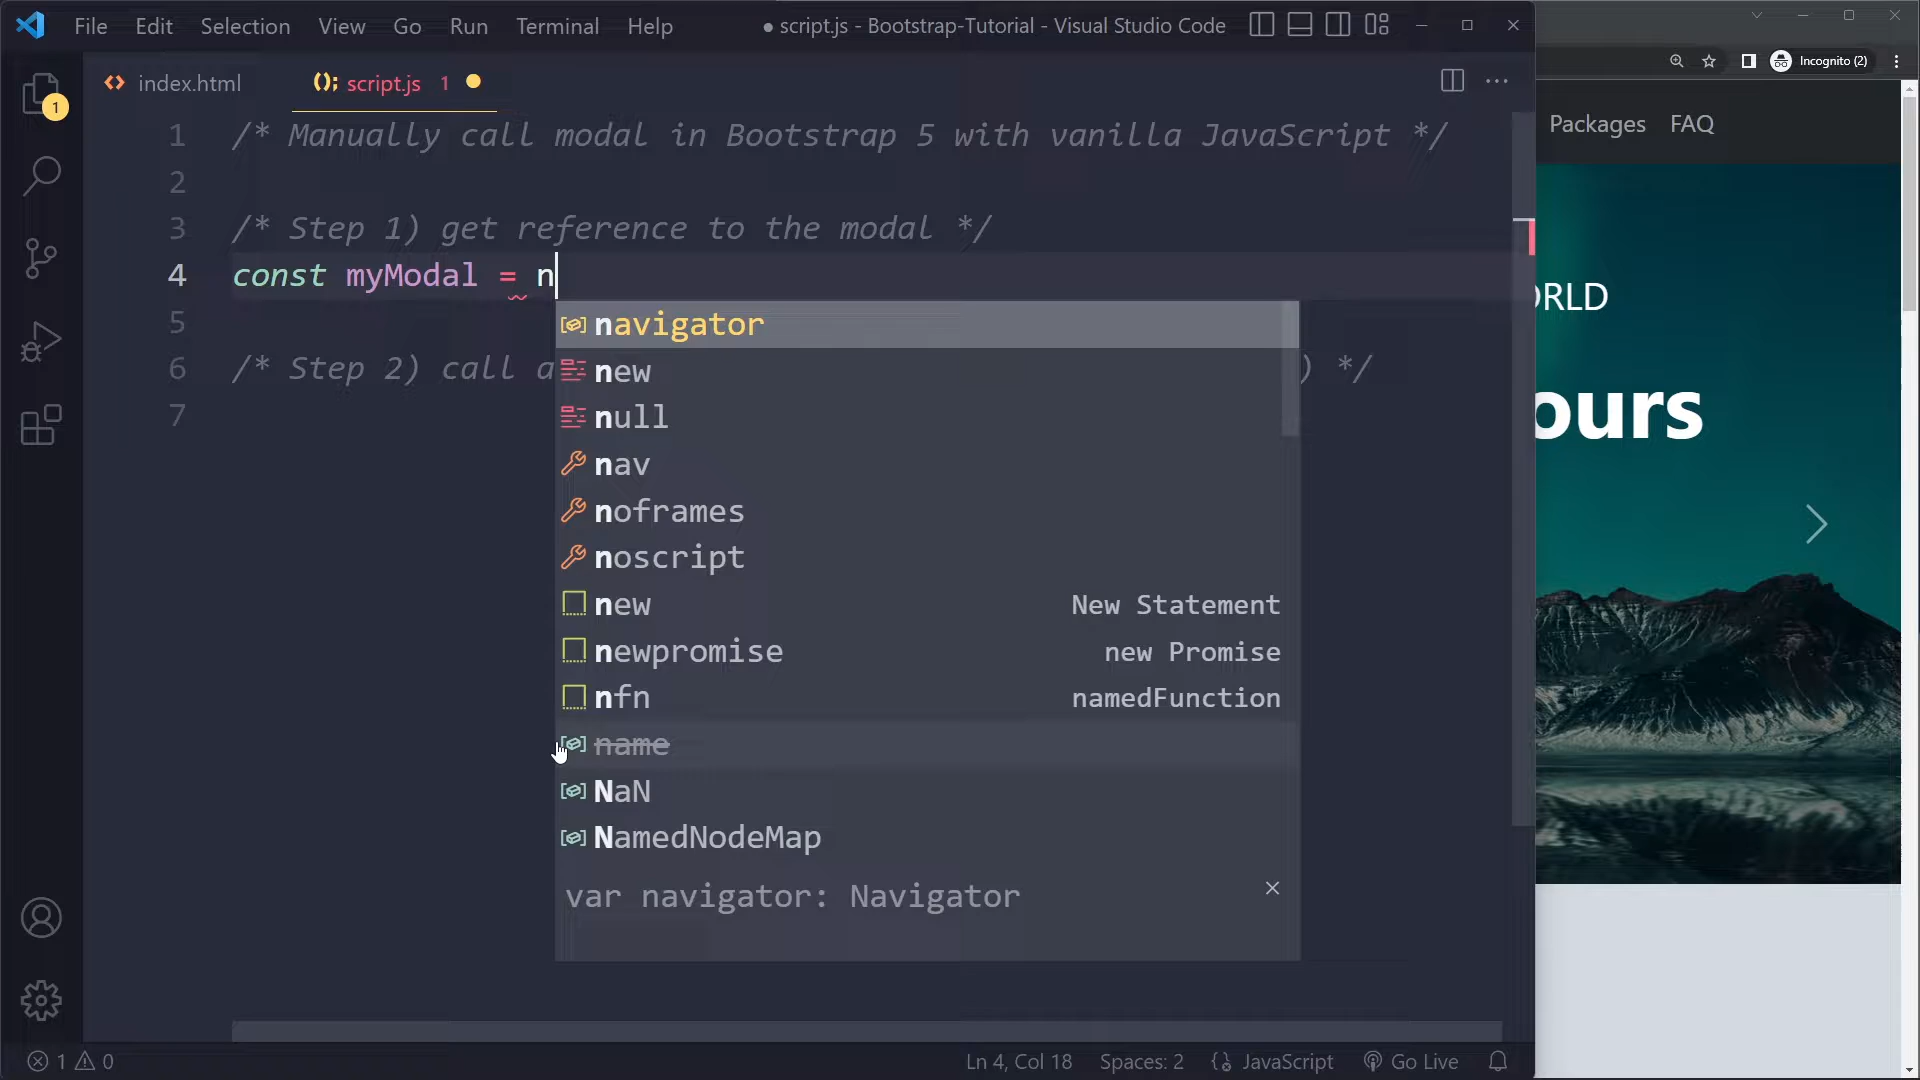 File Edit Selection View Go Run Terminal Help ● script.js - Bootstrap-Tutorial - Visual Studio Code
Incognito (2)
1
index.html
script.js 1
Packages FAQ
1 /* Manually call modal in Bootstrap 5 with vanilla JavaScript */
2
3 /* Step 1) get reference to the modal */
4 const myModal = n
5
6 /* Step 2) call a ) */
7
navigator
new
null
nav
noframes
noscript
new New Statement
newpromise new Promise
nfn namedFunction
name
NaN
NamedNodeMap
var navigator: Navigator
ORLD
ours
1 0 Ln 4, Col 18 Spaces: 2 JavaScript Go Live